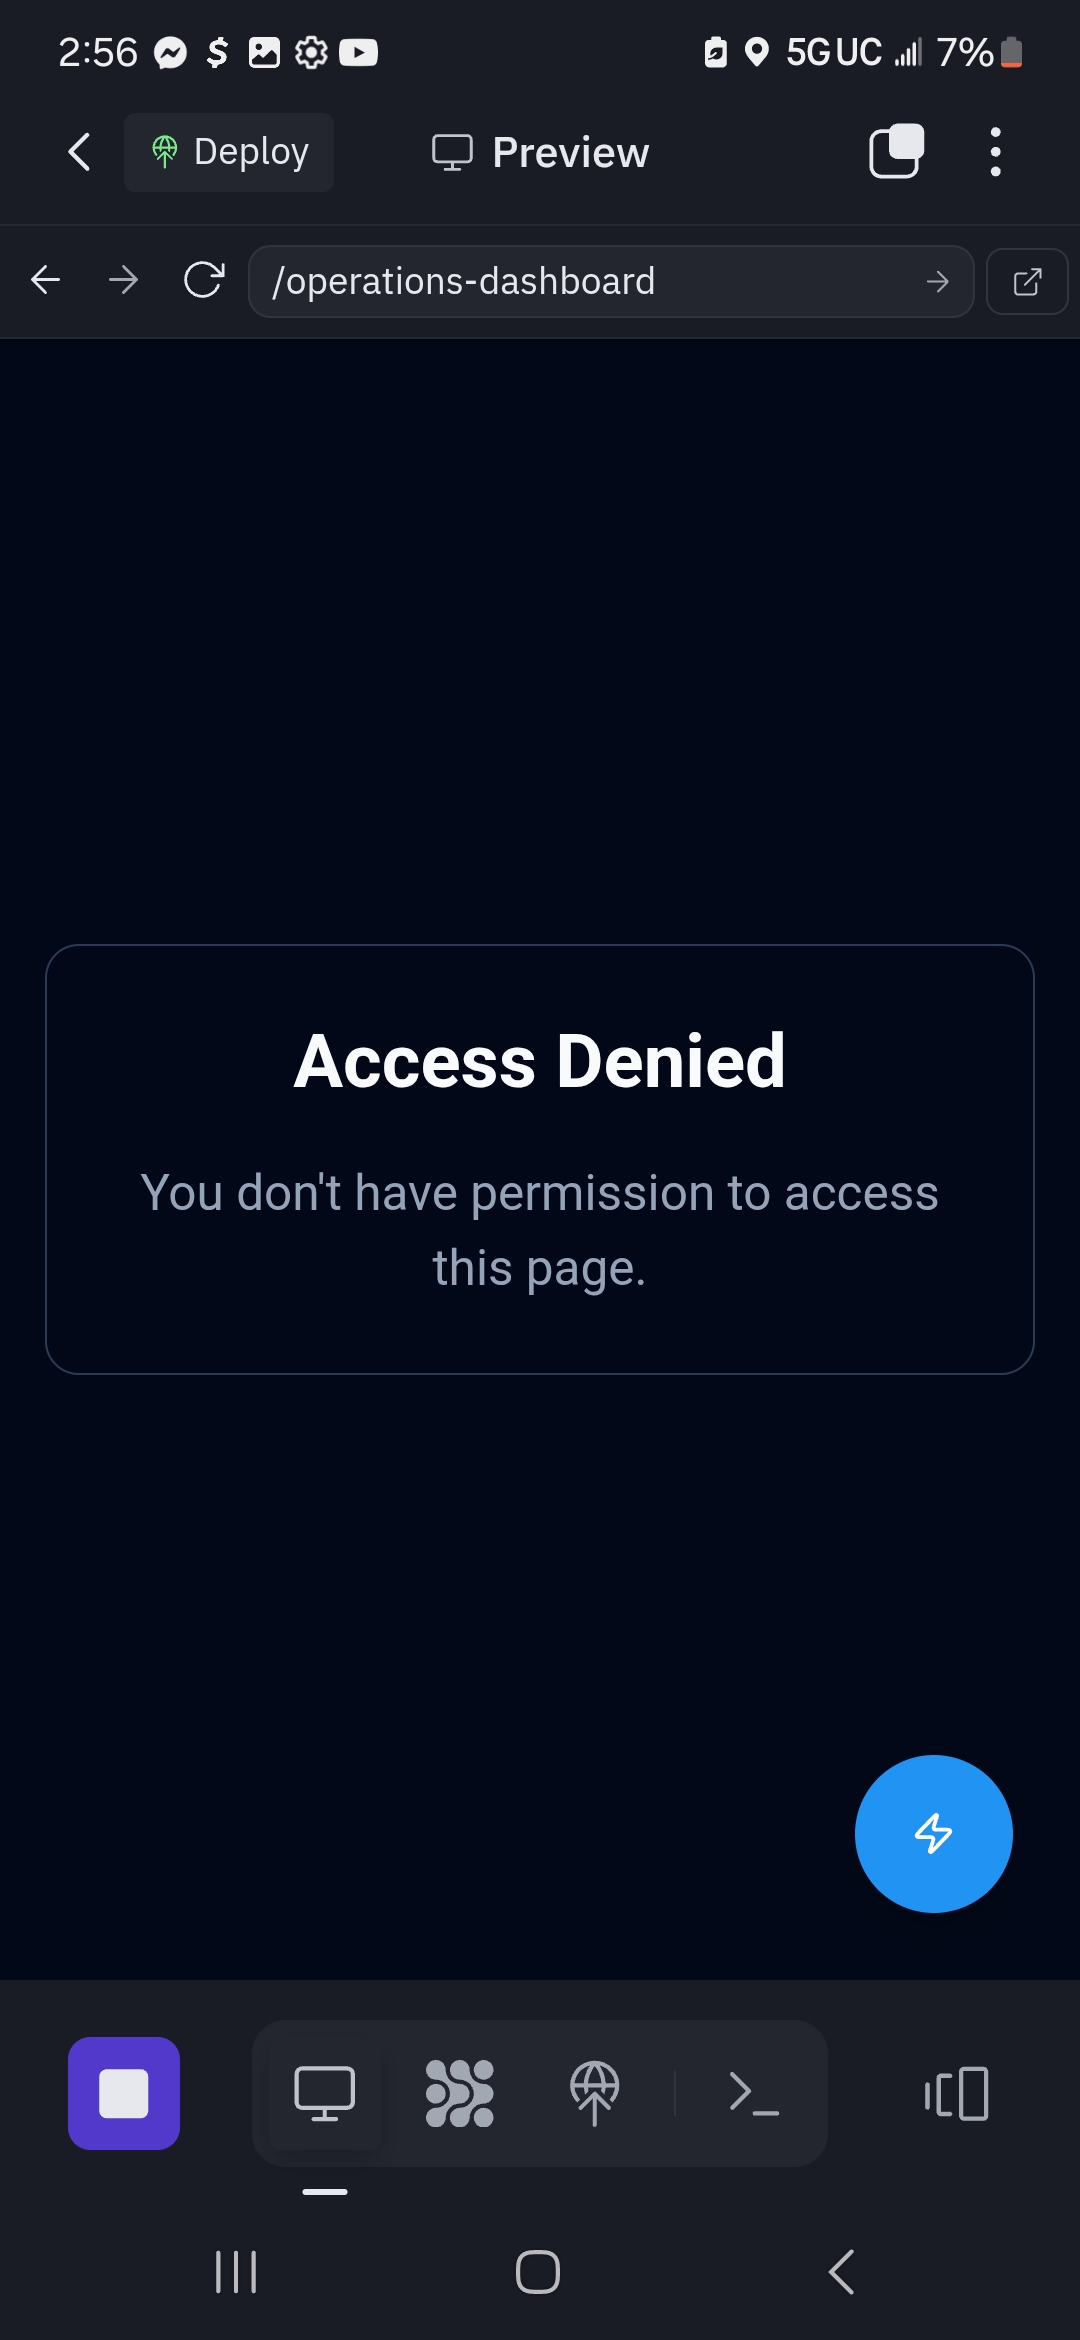 2:56
5G UC 7%
Deploy
Preview
/operations-dashboard
Access Denied
You don't have permission to access
this page.